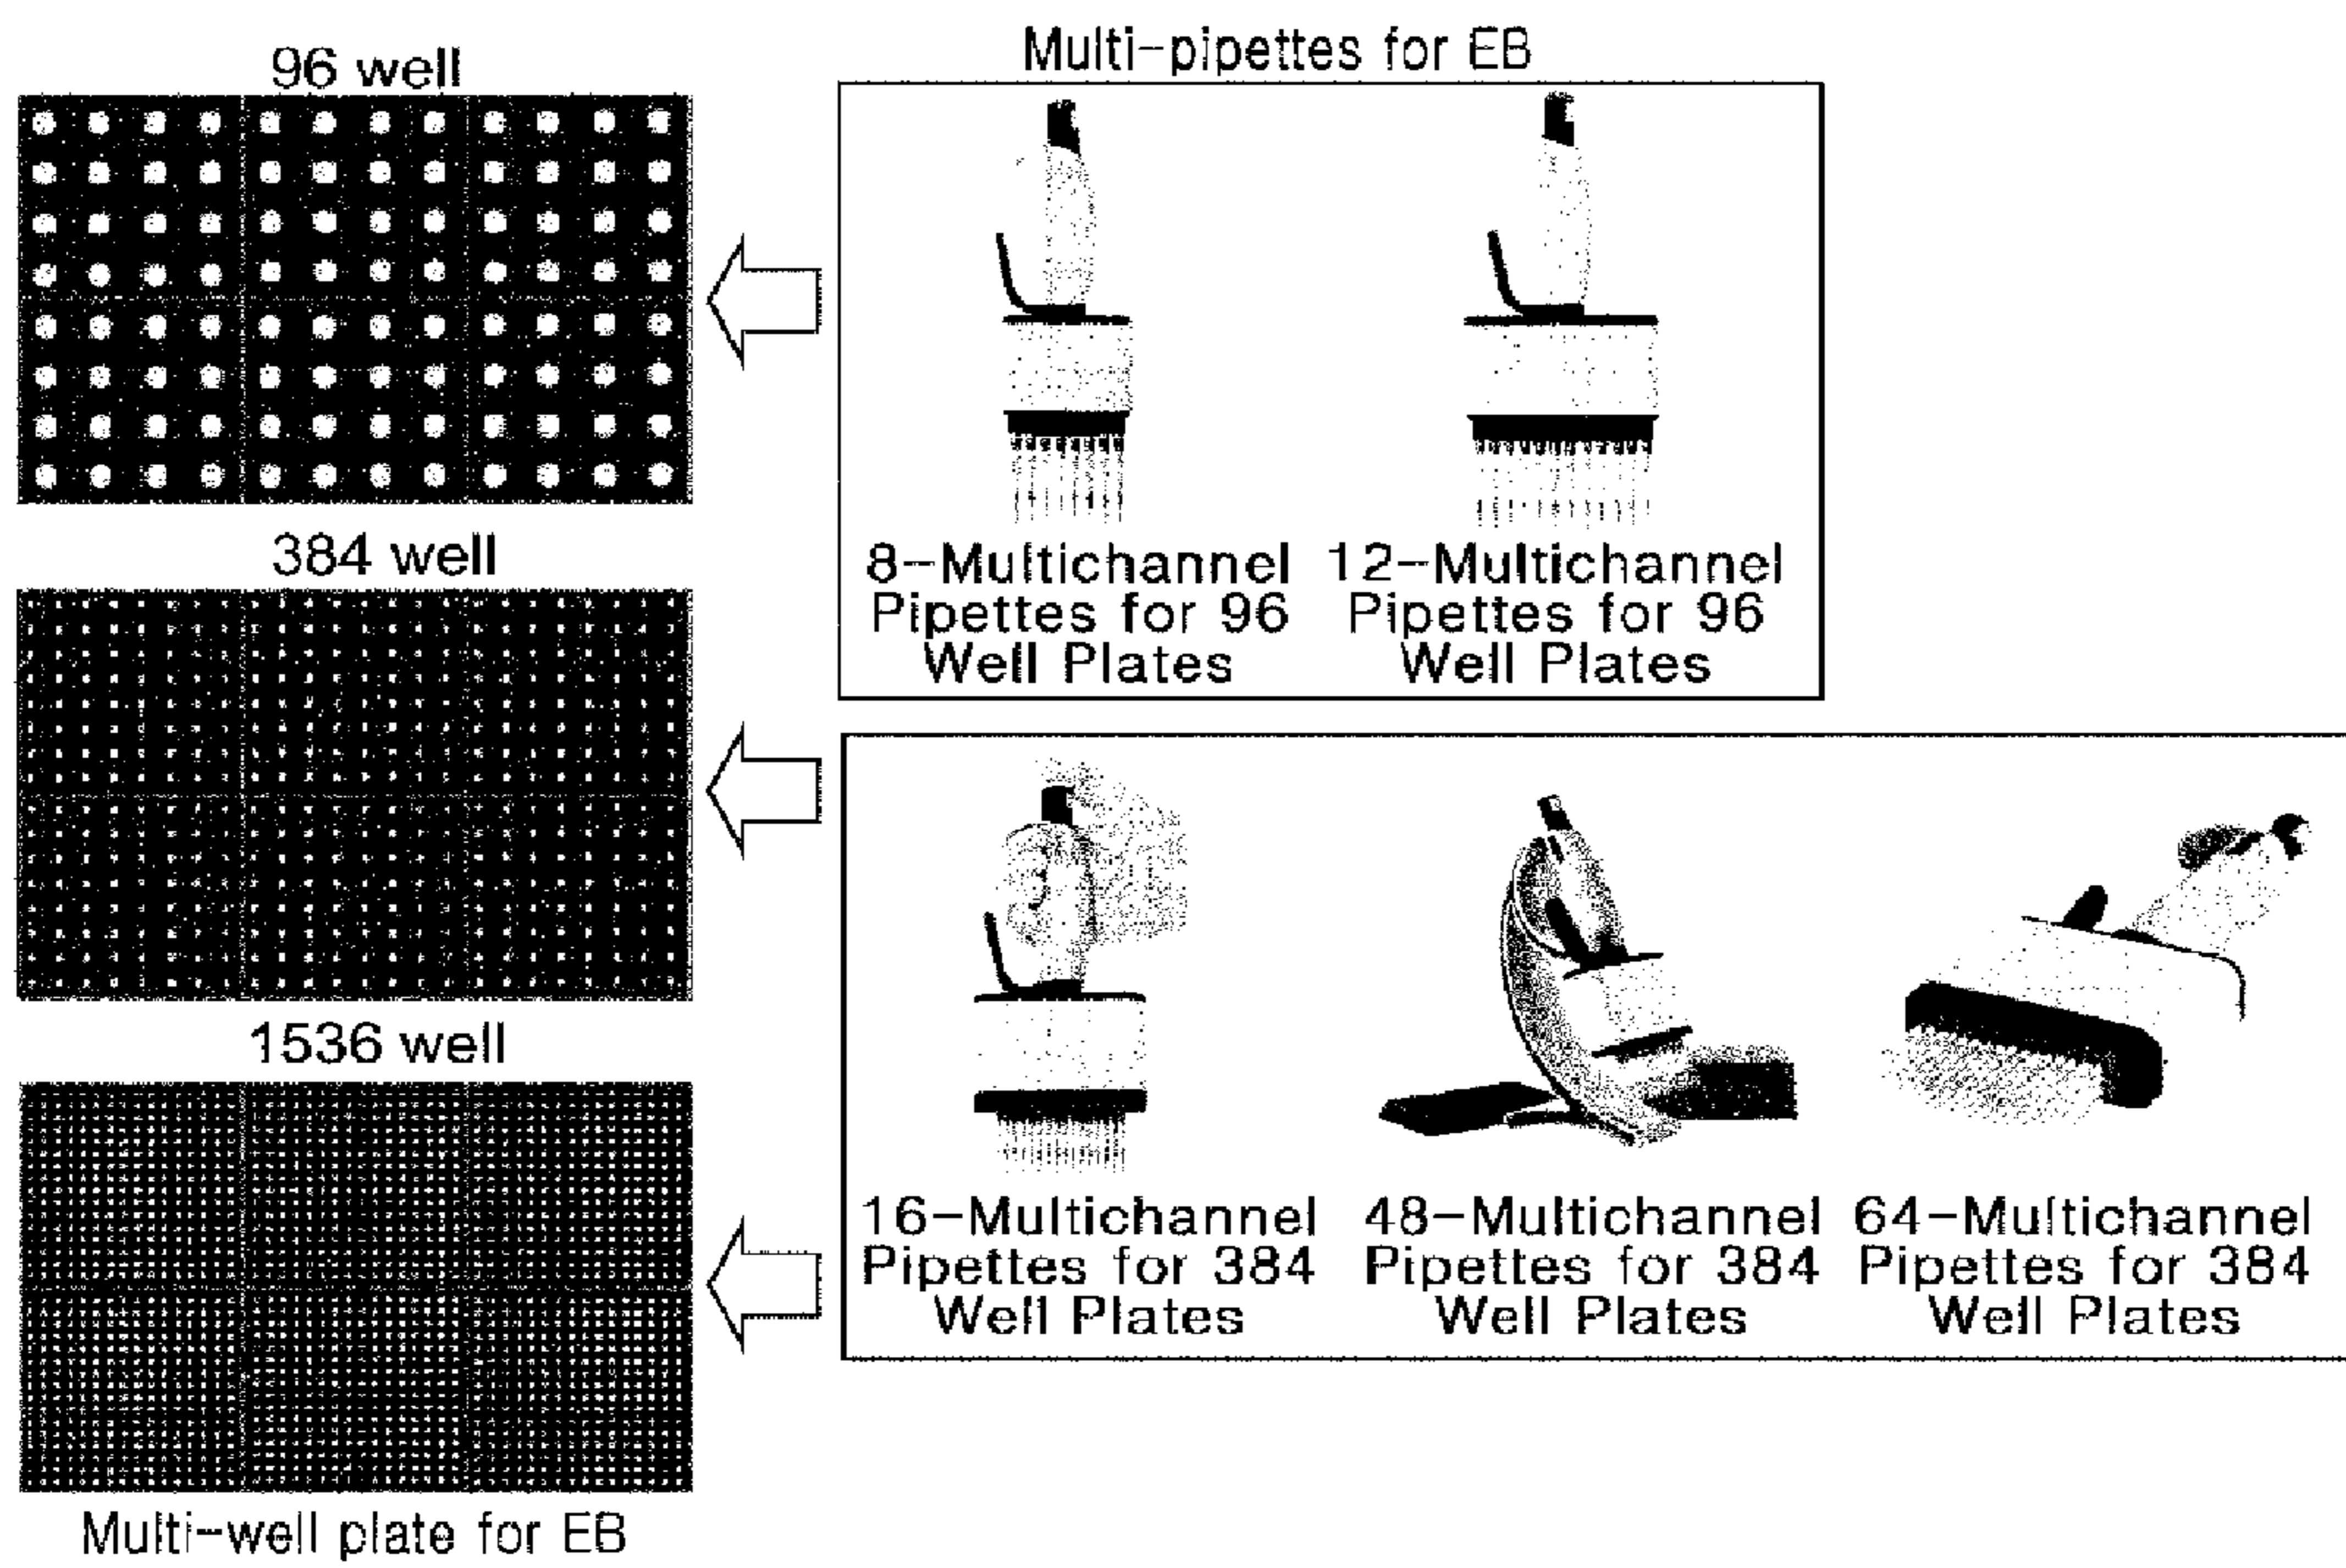 Multi-pipettes for EB
96 well
8-Multichannel
Pipettes for 96
Well Plates
12-Multichannel
Pipettes for 96
Well Plates
384 well
1536 well
16-Multichannel
Pipettes for 384
Well Plates
48-Multichannel
Pipettes for 384
Well Plates
64-Multichannel
Pipettes for 384
Well Plates
Multi-well plate for EB